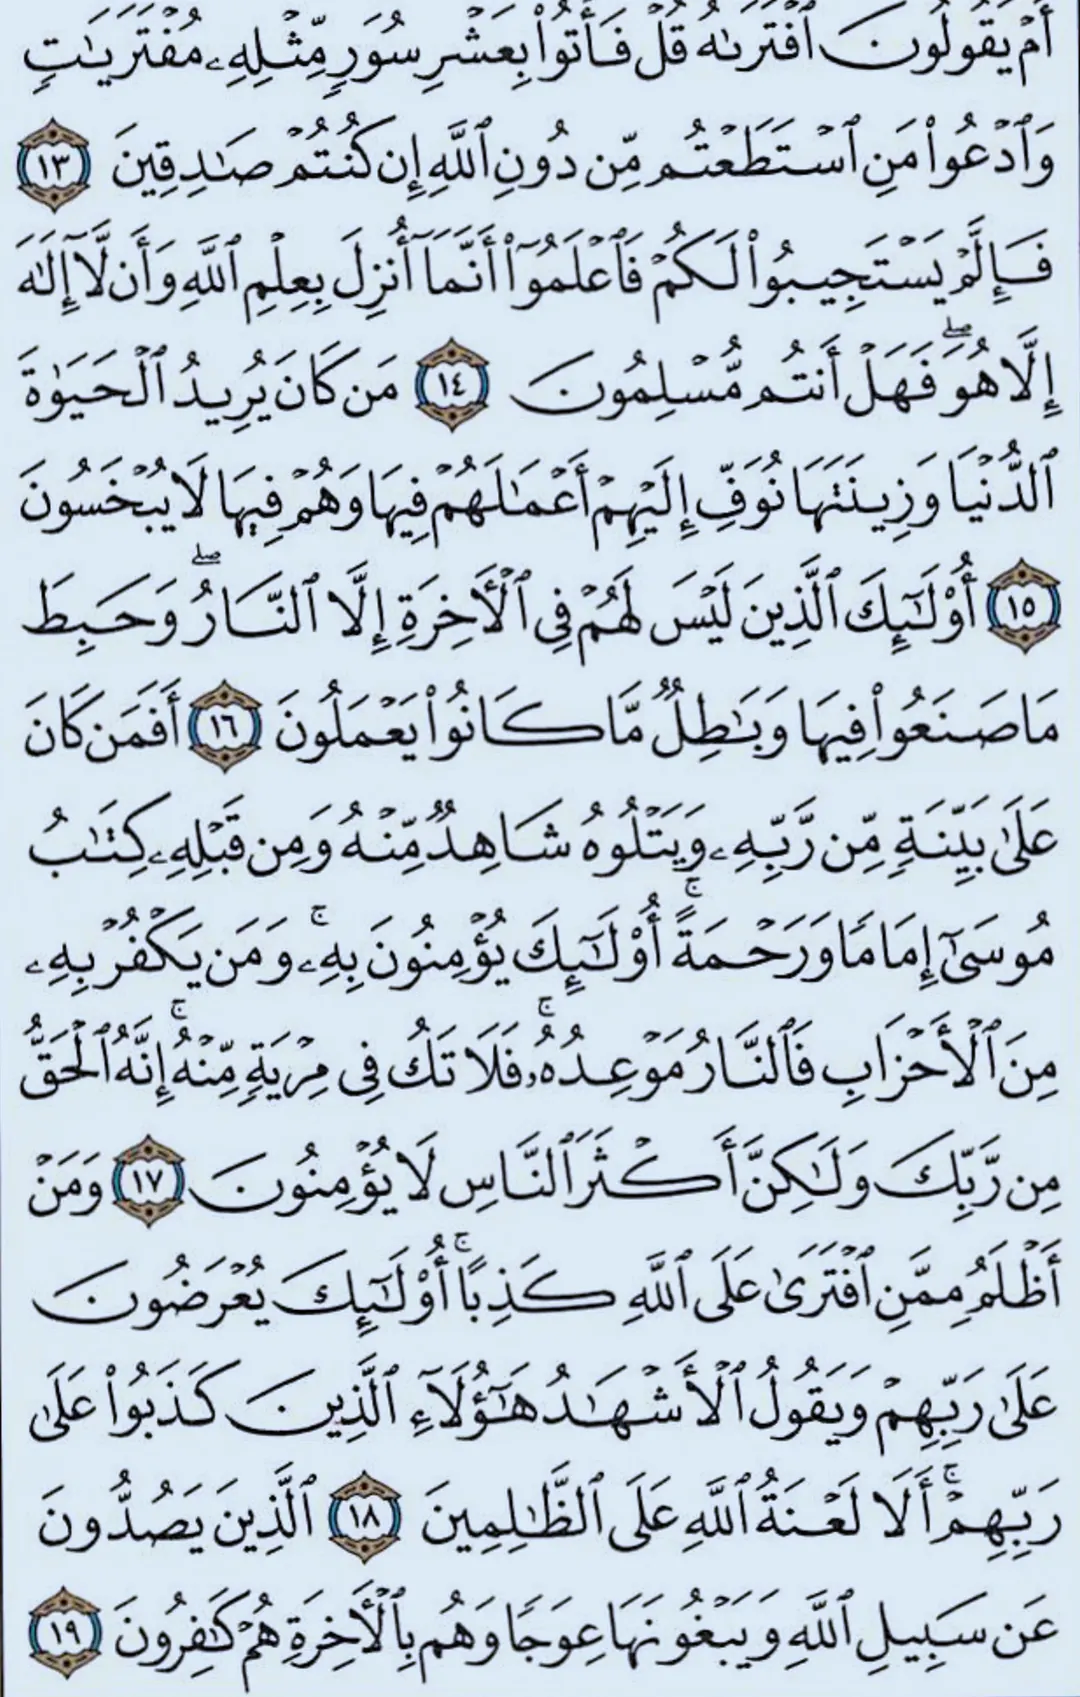 أَمْ يَقُولُونَ ٱفْتَرَىٰهُ قُلْ فَأْتُوا۟ بِعَشْرِ سُوَرٍ مِّثْلِهِۦ مُفْتَرَيَـٰتٍ
وَٱدْعُوا۟ مَنِ ٱسْتَطَعْتُم مِّن دُونِ ٱللَّهِ إِن كُنتُمْ صَـٰدِقِينَ ١٣
فَإِلَّمْ يَسْتَجِيبُوا۟ لَكُمْ فَٱعْلَمُوٓا۟ أَنَّمَآ أُنزِلَ بِعِلْمِ ٱللَّهِ وَأَن لَّآ إِلَـٰهَ
إِلَّا هُوَ ۖ فَهَلْ أَنتُم مُّسْلِمُونَ ١٤ مَن كَانَ يُرِيدُ ٱلْحَيَوٰةَ
ٱلدُّنْيَا وَزِينَتَهَا نُوَفِّ إِلَيْهِمْ أَعْمَـٰلَهُمْ فِيهَا وَهُمْ فِيهَا لَا يُبْخَسُونَ
١٥ أُو۟لَـٰٓئِكَ ٱلَّذِينَ لَيْسَ لَهُمْ فِى ٱلْـَٔاخِرَةِ إِلَّا ٱلنَّارُ ۖ وَحَبِطَ
مَا صَنَعُوا۟ فِيهَا وَبَـٰطِلٌ مَّا كَانُوا۟ يَعْمَلُونَ ١٦ أَفَمَن كَانَ
عَلَىٰ بَيِّنَةٍ مِّن رَّبِّهِۦ وَيَتْلُوهُ شَاهِدٌ مِّنْهُ وَمِن قَبْلِهِۦ كِتَـٰبُ
مُوسَىٰٓ إِمَامًا وَرَحْمَةً ۚ أُو۟لَـٰٓئِكَ يُؤْمِنُونَ بِهِۦ ۚ وَمَن يَكْفُرْ بِهِۦ
مِنَ ٱلْأَحْزَابِ فَٱلنَّارُ مَوْعِدُهُۥ ۚ فَلَا تَكُ فِى مِرْيَةٍ مِّنْهُ ۚ إِنَّهُ ٱلْحَقُّ
مِن رَّبِّكَ وَلَـٰكِنَّ أَكْثَرَ ٱلنَّاسِ لَا يُؤْمِنُونَ ١٧ وَمَنْ
أَظْلَمُ مِمَّنِ ٱفْتَرَىٰ عَلَى ٱللَّهِ كَذِبًا ۚ أُو۟لَـٰٓئِكَ يُعْرَضُونَ
عَلَىٰ رَبِّهِمْ وَيَقُولُ ٱلْأَشْهَـٰدُ هَـٰٓؤُلَآءِ ٱلَّذِينَ كَذَبُوا۟ عَلَىٰ
رَبِّهِمْ ۚ أَلَا لَعْنَةُ ٱللَّهِ عَلَى ٱلظَّـٰلِمِينَ ١٨ ٱلَّذِينَ يَصُدُّونَ
عَن سَبِيلِ ٱللَّهِ وَيَبْغُونَهَا عِوَجًا وَهُم بِٱلْـَٔاخِرَةِ هُمْ كَـٰفِرُونَ ١٩